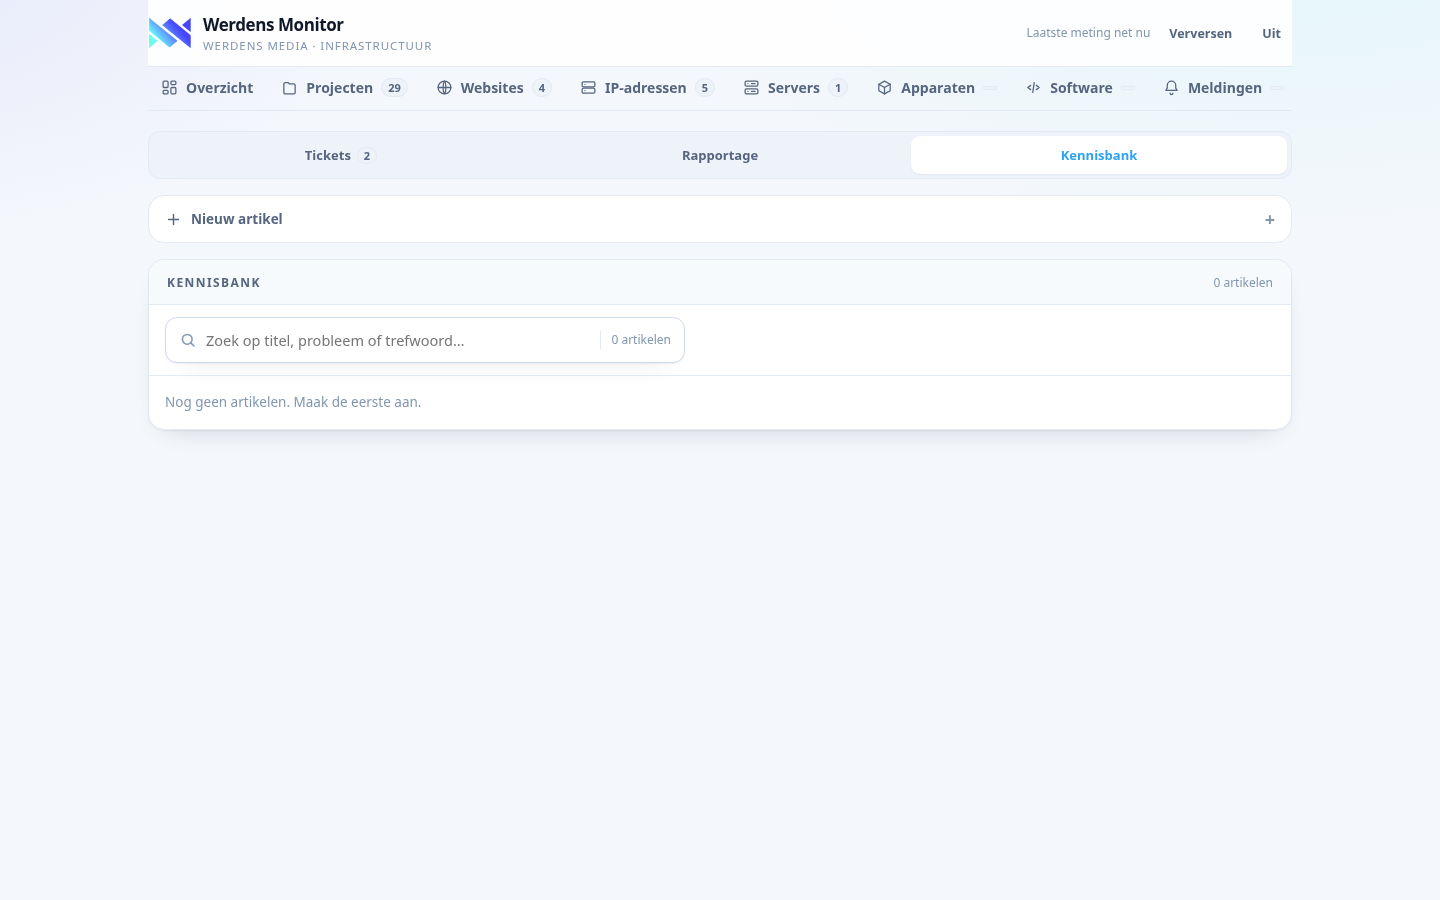 Werdens Monitor
WERDENS MEDIA · INFRASTRUCTUUR
Laatste meting net nu Verversen Uit
Overzicht Projecten 29 Websites 4 IP-adressen 5 Servers 1 Apparaten Software Meldingen
Tickets 2 Rapportage Kennisbank
+ Nieuw artikel +
KENNISBANK 0 artikelen
Zoek op titel, probleem of trefwoord... 0 artikelen
Nog geen artikelen. Maak de eerste aan.